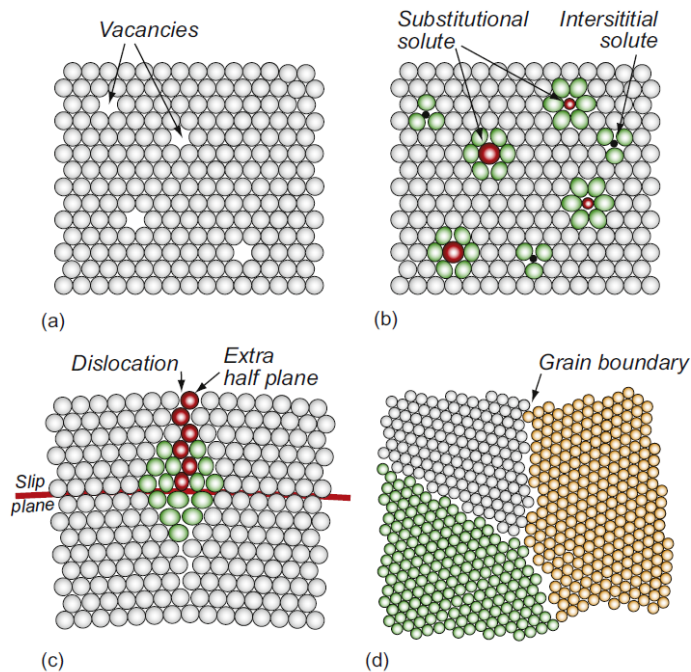 Vacancies
(a)
Substitutional
solute
Intersititial
solute
(b)
Dislocation
Extra
half plane
Slip
plane
(c)
Grain boundary
(d)